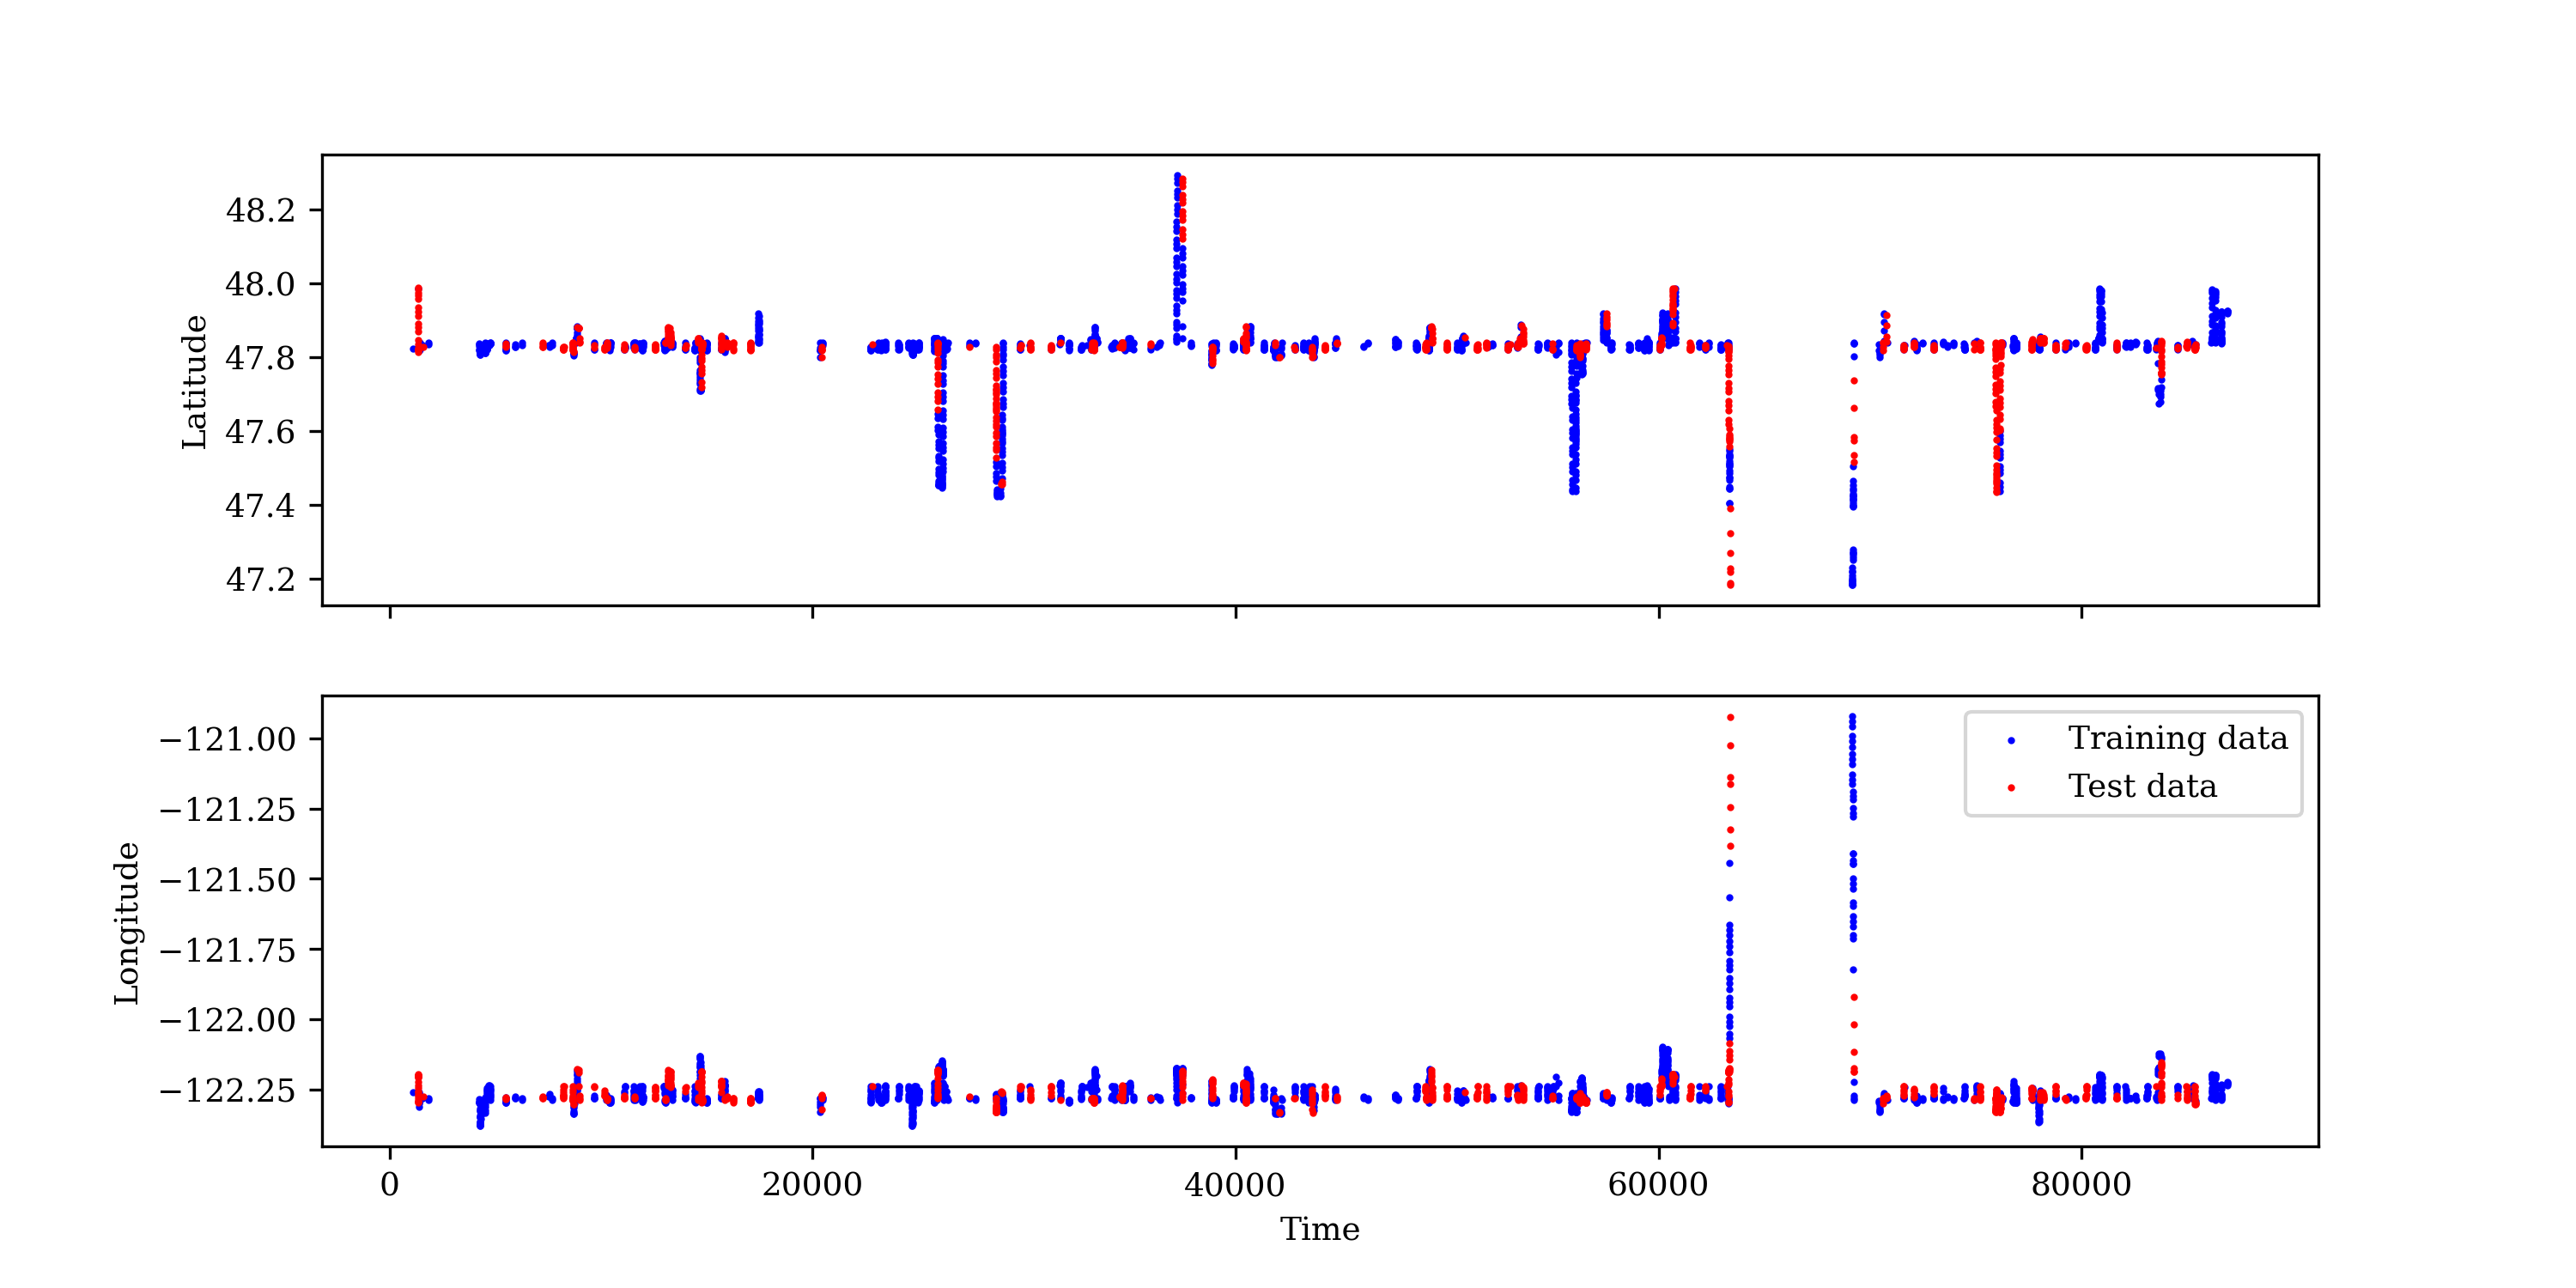 48.2
48.0
47.8
47.6
47.4
47.2
Latitude
−121.00
−121.25
−121.50
−121.75
−122.00
−122.25
Longitude
Training data
Test data
0 20000 40000 60000 80000
Time